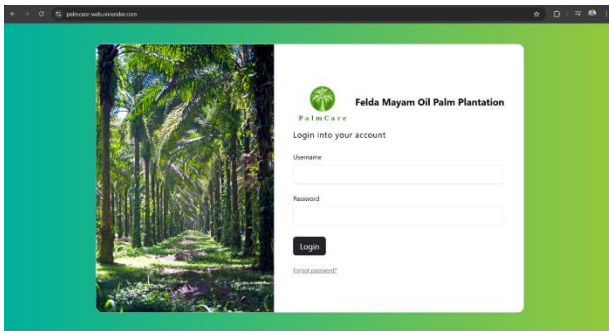 palmcare-web.onrender.com
Felda Mayam Oil Palm Plantation
PalmCare
Login into your account
Username
Password
Login
Forgot password?